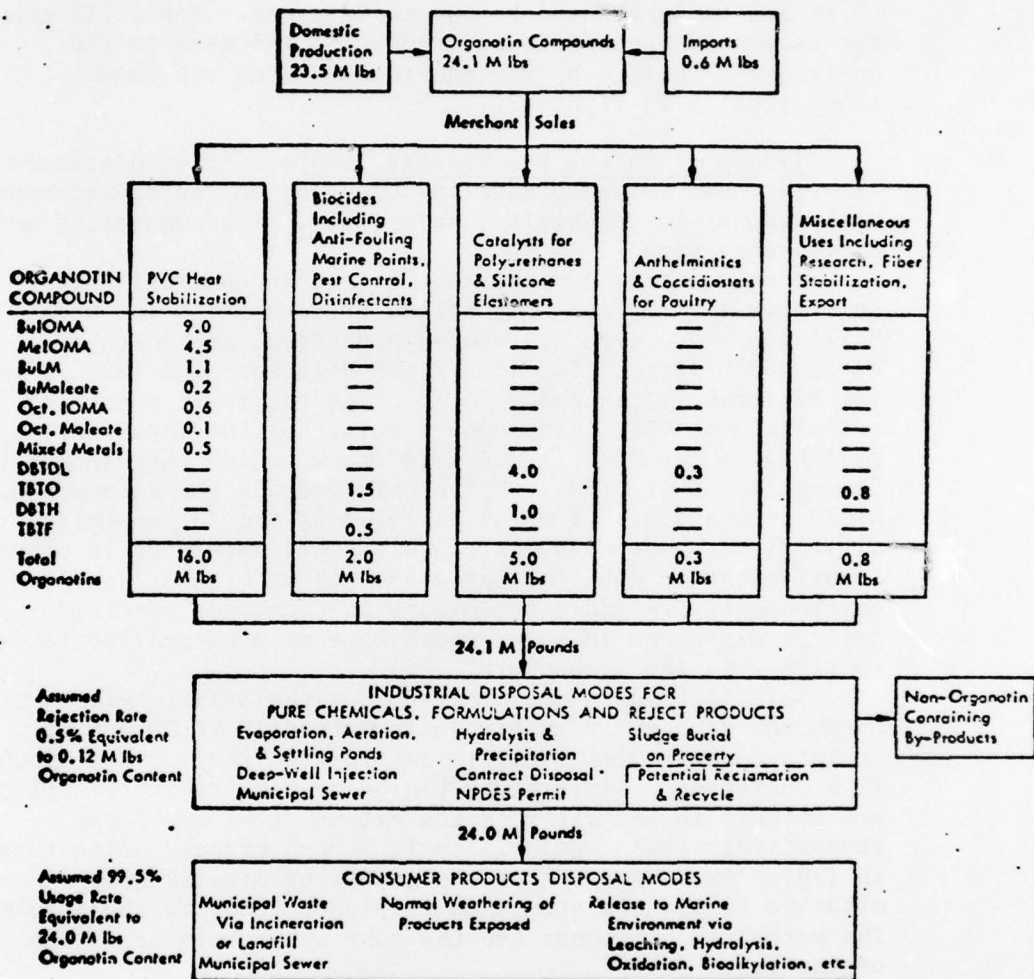 Domestic
Production
23.5 M lbs
Organotin Compounds
24.1 M lbs
Imports
0.6 M lbs
Merchant Sales
ORGANOTIN
COMPOUND
PVC Heat
Stabilization
Biocides
Including
Anti-Fouling
Marine Paints,
Pest Control,
Disinfectants
Catalysts for
Polyurethanes
& Silicone
Elastomers
Anthelmintics
& Coccidiostats
for Poultry
Miscellaneous
Uses Including
Research, Fiber
Stabilization,
Export
BuIOMA 9.0 — — — —
MeIOMA 4.5 — — — —
BuLM 1.1 — — — —
BuMaleate 0.2 — — — —
Oct. IOMA 0.6 — — — —
Oct. Maleate 0.1 — — — —
Mixed Metals 0.5 — — — —
DBTDL — — 4.0 0.3 —
TBTO — 1.5 — — 0.8
DBTH — — 1.0 — —
TBTF — 0.5 — — —
Total 16.0 2.0 5.0 0.3 0.8
Organotins M lbs M lbs M lbs M lbs M lbs
24.1 M Pounds
Assumed
Rejection Rate
0.5% Equivalent
to 0.12 M lbs
Organotin Content
INDUSTRIAL DISPOSAL MODES FOR
PURE CHEMICALS, FORMULATIONS AND REJECT PRODUCTS
Evaporation, Aeration,
& Settling Ponds
Deep-Well Injection
Municipal Sewer
Hydrolysis &
Precipitation
Contract Disposal
NPDES Permit
Sludge Burial
on Property
Potential Reclamation
& Recycle
Non-Organotin
Containing
By-Products
24.0 M Pounds
Assumed 99.5%
Usage Rate
Equivalent to
24.0 M lbs
Organotin Content
CONSUMER PRODUCTS DISPOSAL MODES
Municipal Waste
Via Incineration
or Landfill
Municipal Sewer
Normal Weathering of
Products Exposed
Release to Marine
Environment via
Leaching, Hydrolysis,
Oxidation, Bioalkylation, etc.